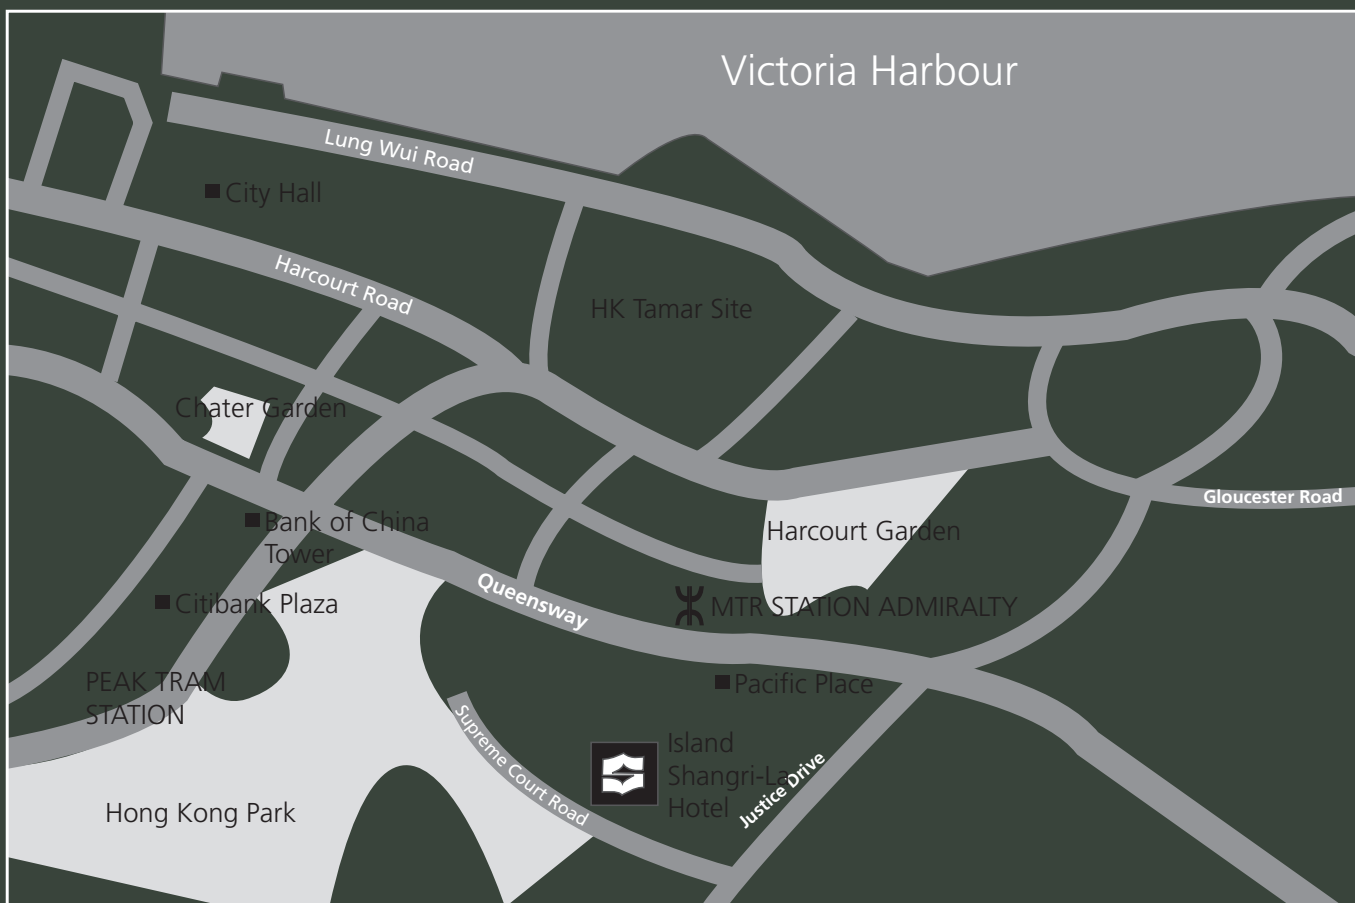 Victoria Harbour
Lung Wui Road
City Hall
Harcourt Road
HK Tamar Site
Chater Garden
Gloucester Road
Bank of China
Tower
Harcourt Garden
Queensway
Citibank Plaza
MTR STATION ADMIRALTY
PEAK TRAM
STATION
Pacific Place
Supreme Court Road
Island
Shangri-La
Hotel
Justice Drive
Hong Kong Park